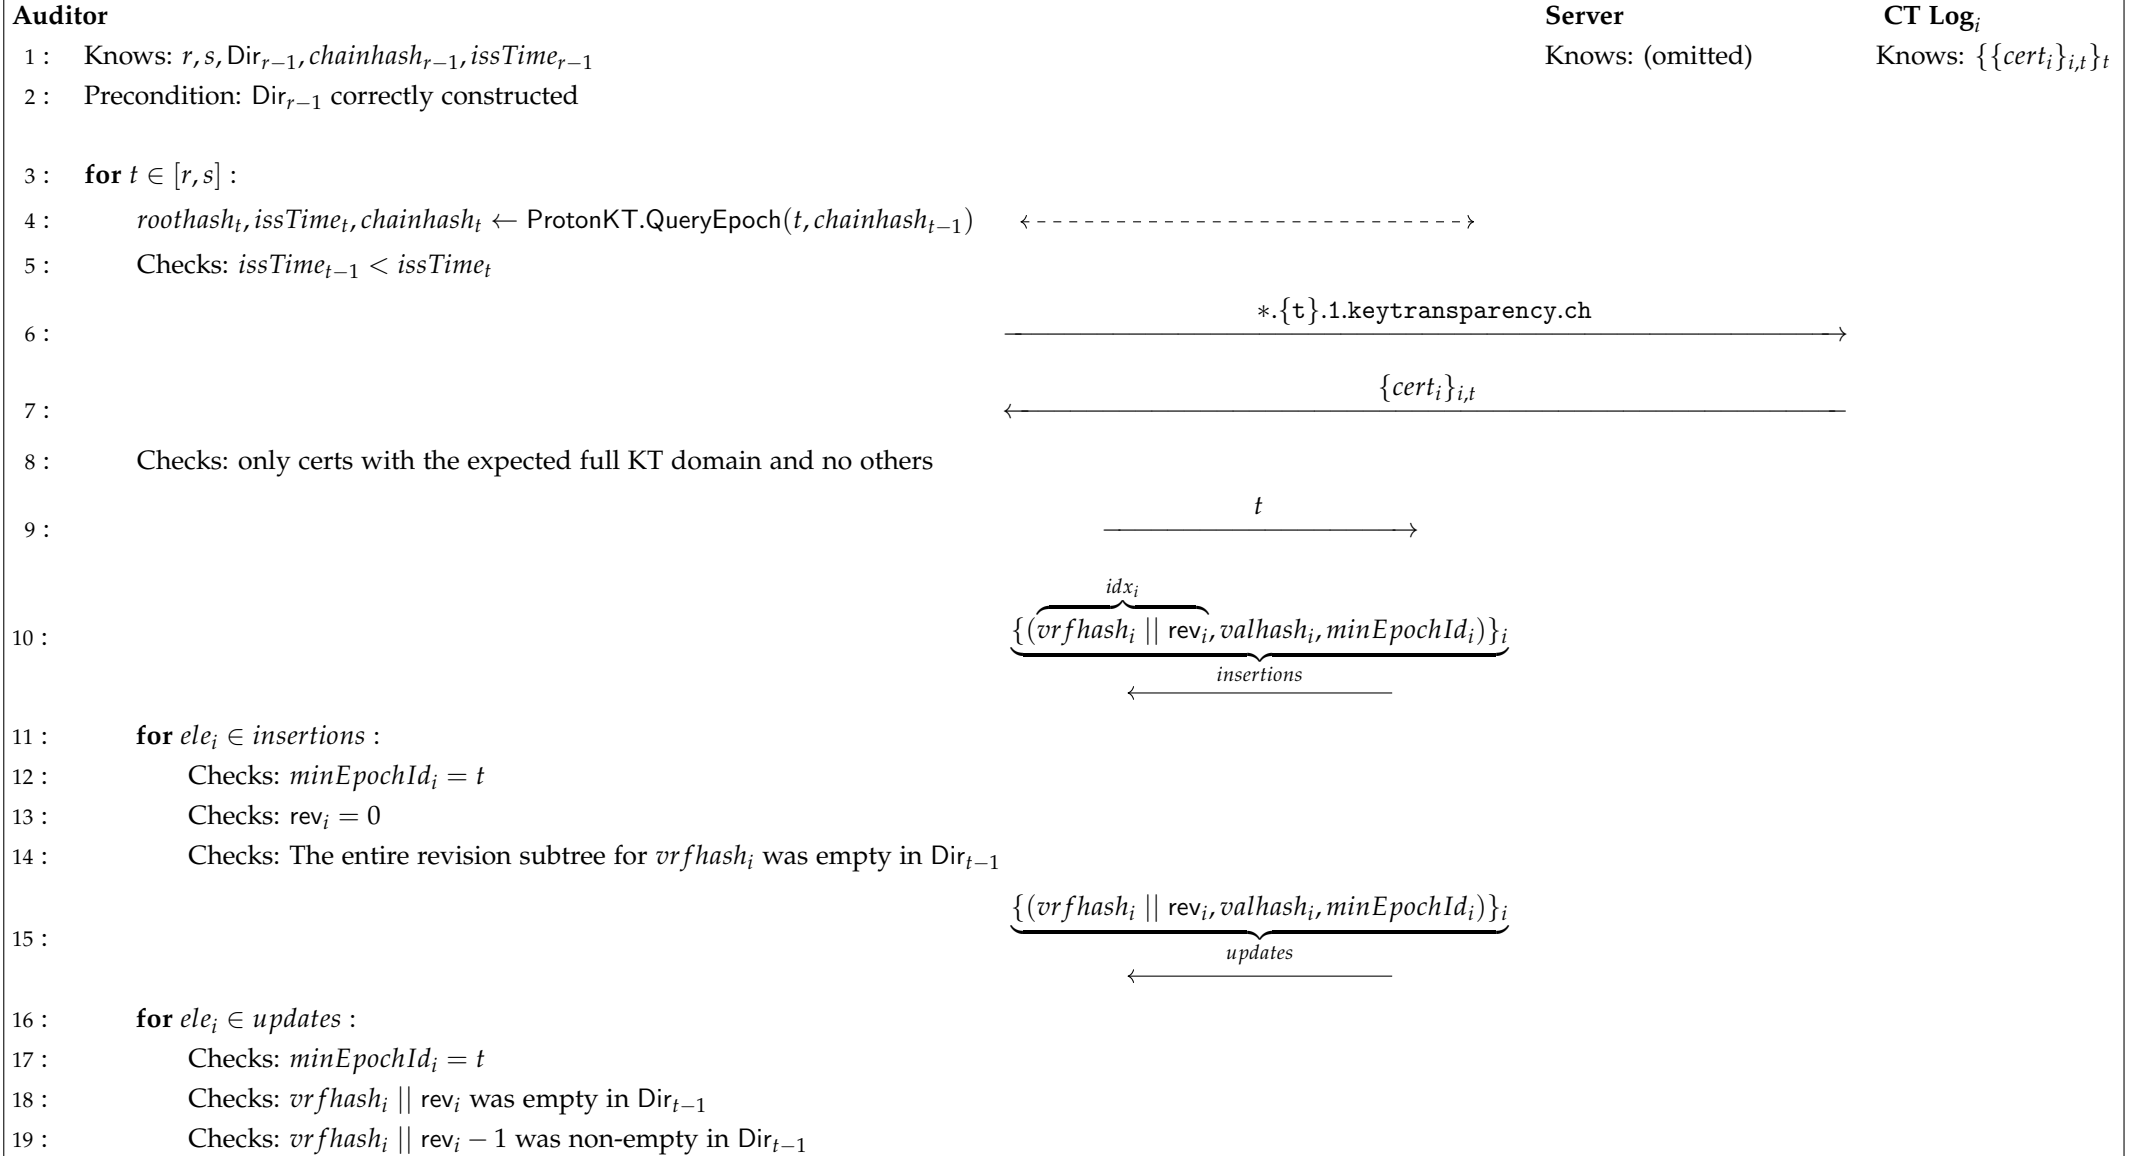 Auditor Server CT Log_i
1 : Knows: r, s, Dir_{r−1}, chainhash_{r−1}, issTime_{r−1} Knows: (omitted) Knows: {{cert_i}_{i,t}}_t
2 : Precondition: Dir_{r−1} correctly constructed
3 : for t ∈ [r, s] :
4 : roothash_t, issTime_t, chainhash_t ← ProtonKT.QueryEpoch(t, chainhash_{t−1})
5 : Checks: issTime_{t−1} < issTime_t
*.{t}.1.keytransparency.ch
6 :
{cert_i}_{i,t}
7 :
8 : Checks: only certs with the expected full KT domain and no others
t
9 :
idx_i
10 : {(vrfhash_i || rev_i, valhash_i, minEpochId_i)}_i
insertions
11 : for ele_i ∈ insertions :
12 : Checks: minEpochId_i = t
13 : Checks: rev_i = 0
14 : Checks: The entire revision subtree for vrfhash_i was empty in Dir_{t−1}
{(vrfhash_i || rev_i, valhash_i, minEpochId_i)}_i
15 :
updates
16 : for ele_i ∈ updates :
17 : Checks: minEpochId_i = t
18 : Checks: vrfhash_i || rev_i was empty in Dir_{t−1}
19 : Checks: vrfhash_i || rev_i − 1 was non-empty in Dir_{t−1}